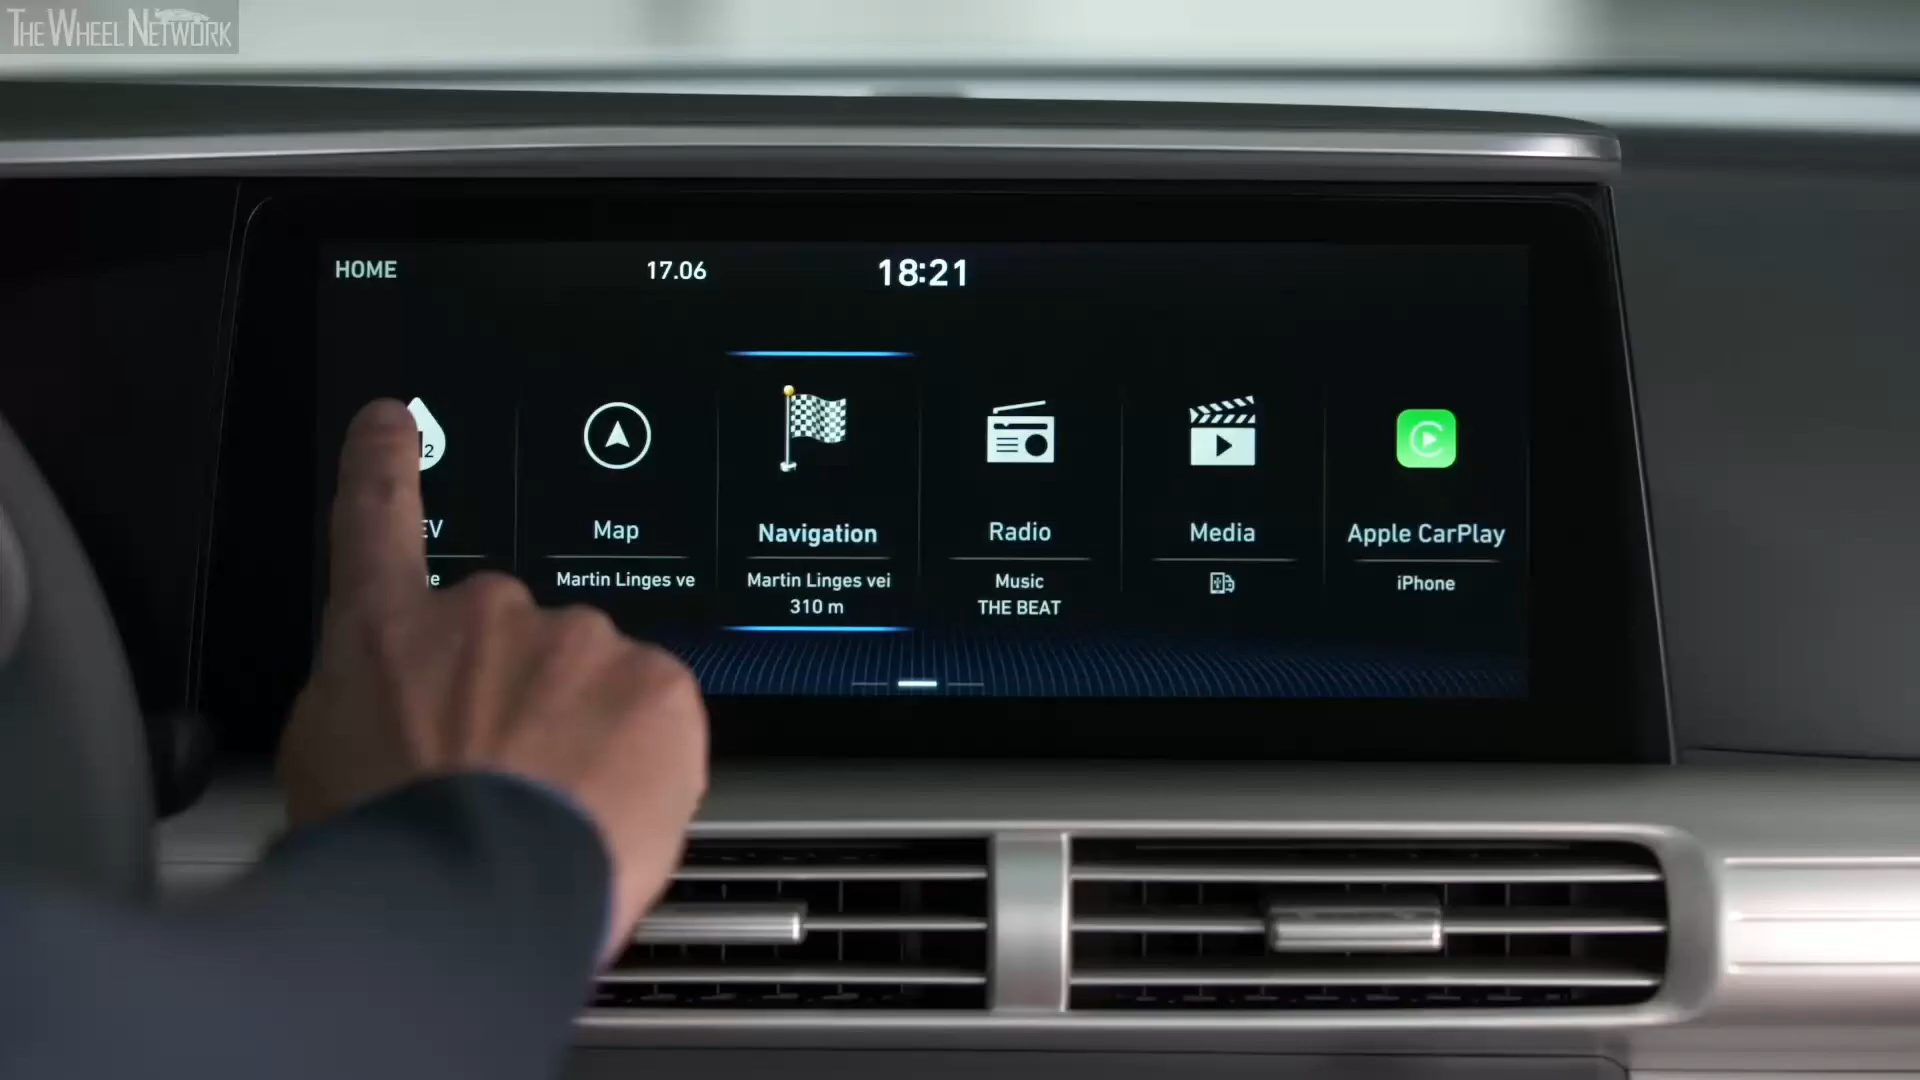 THE WHEEL NETWORK
HOME 17.06 18:21
2
EV Map Navigation Radio Media Apple CarPlay
Martin Linges ve Martin Linges vei Music iPhone
310 m THE BEAT